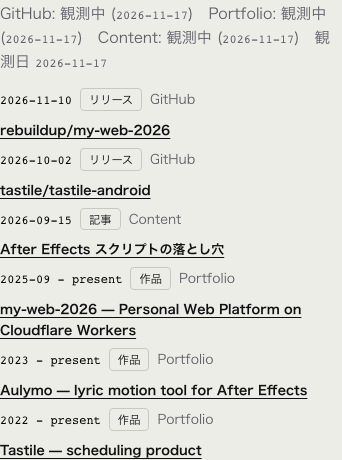 GitHub: 観測中 (2026-11-17)　Portfolio: 観測中
(2026-11-17)　Content: 観測中 (2026-11-17)　観
測日 2026-11-17
2026-11-10 リリース GitHub
rebuildup/my-web-2026
2026-10-02 リリース GitHub
tastile/tastile-android
2026-09-15 記事 Content
After Effects スクリプトの落とし穴
2025-09 – present 作品 Portfolio
my-web-2026 — Personal Web Platform on
Cloudflare Workers
2023 – present 作品 Portfolio
Aulymo — lyric motion tool for After Effects
2022 – present 作品 Portfolio
Tastile — scheduling product